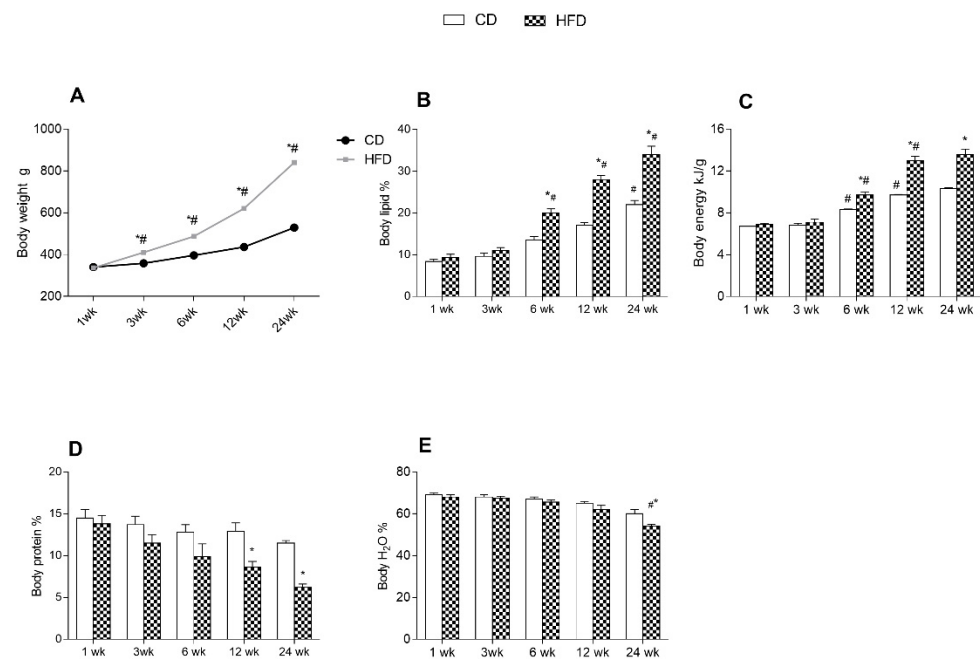 CD HFD
A
Body weight g
1000
800
600
400
200
*#
*#
*#
*#
1wk 3wk 6wk 12wk 24wk
CD
HFD
B
Body lipid %
40
30
20
10
0
*#
*#
#
*#
1 wk 3wk 6 wk 12 wk 24 wk
C
Body energy kJ/g
16
12
8
4
0
#
*#
#
*#
*
1 wk 3 wk 6 wk 12 wk 24 wk
D
Body protein %
20
15
10
5
0
*
*
1 wk 3wk 6 wk 12 wk 24 wk
E
Body H₂O %
80
60
40
20
0
#*
1 wk 3wk 6 wk 12 wk 24 wk